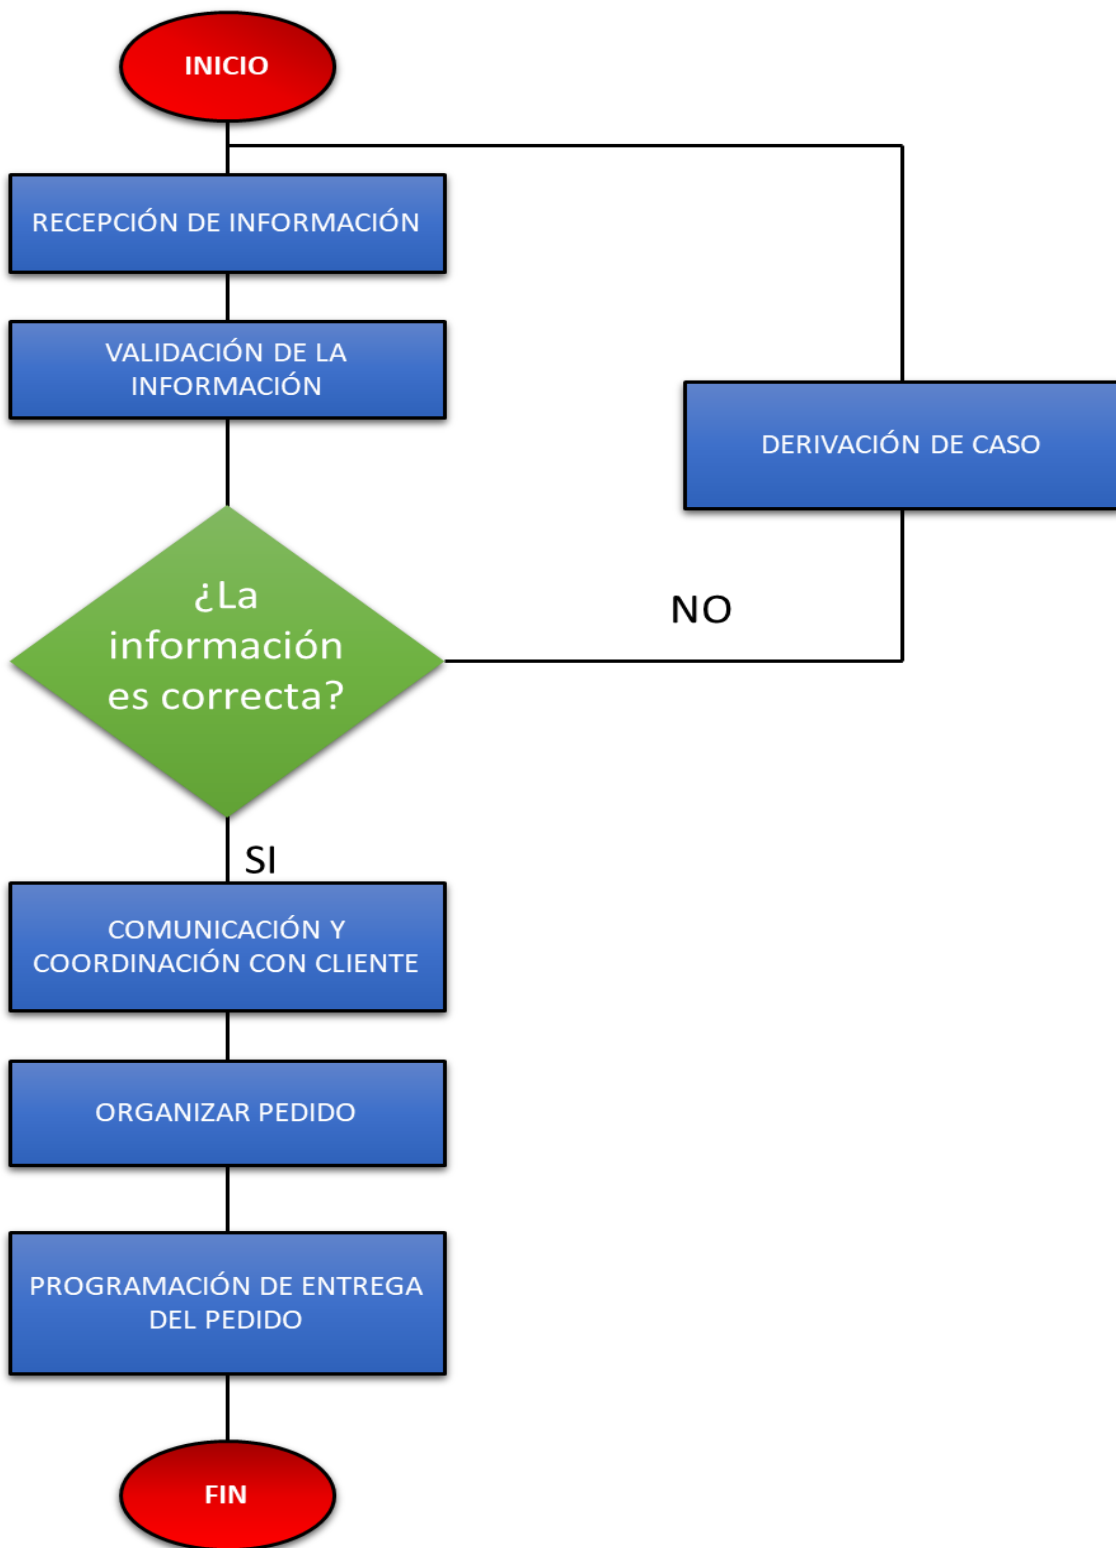 INICIO
RECEPCIÓN DE INFORMACIÓN
VALIDACIÓN DE LA
INFORMACIÓN
DERIVACIÓN DE CASO
¿La
información
es correcta?
NO
SI
COMUNICACIÓN Y
COORDINACIÓN CON CLIENTE
ORGANIZAR PEDIDO
PROGRAMACIÓN DE ENTREGA
DEL PEDIDO
FIN